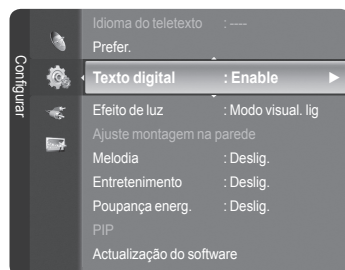 Configurar
Idioma do teletexto : ----
Prefer.
Texto digital : Enable
Efeito de luz : Modo visual. lig
Ajuste montagem na parede
Melodia : Deslig.
Entretenimento : Deslig.
Poupança energ. : Deslig.
PIP
Actualização do software